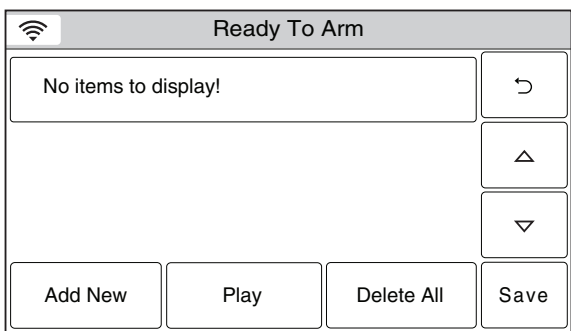 Ready To Arm
No items to display!
Add New
Play
Delete All
Save